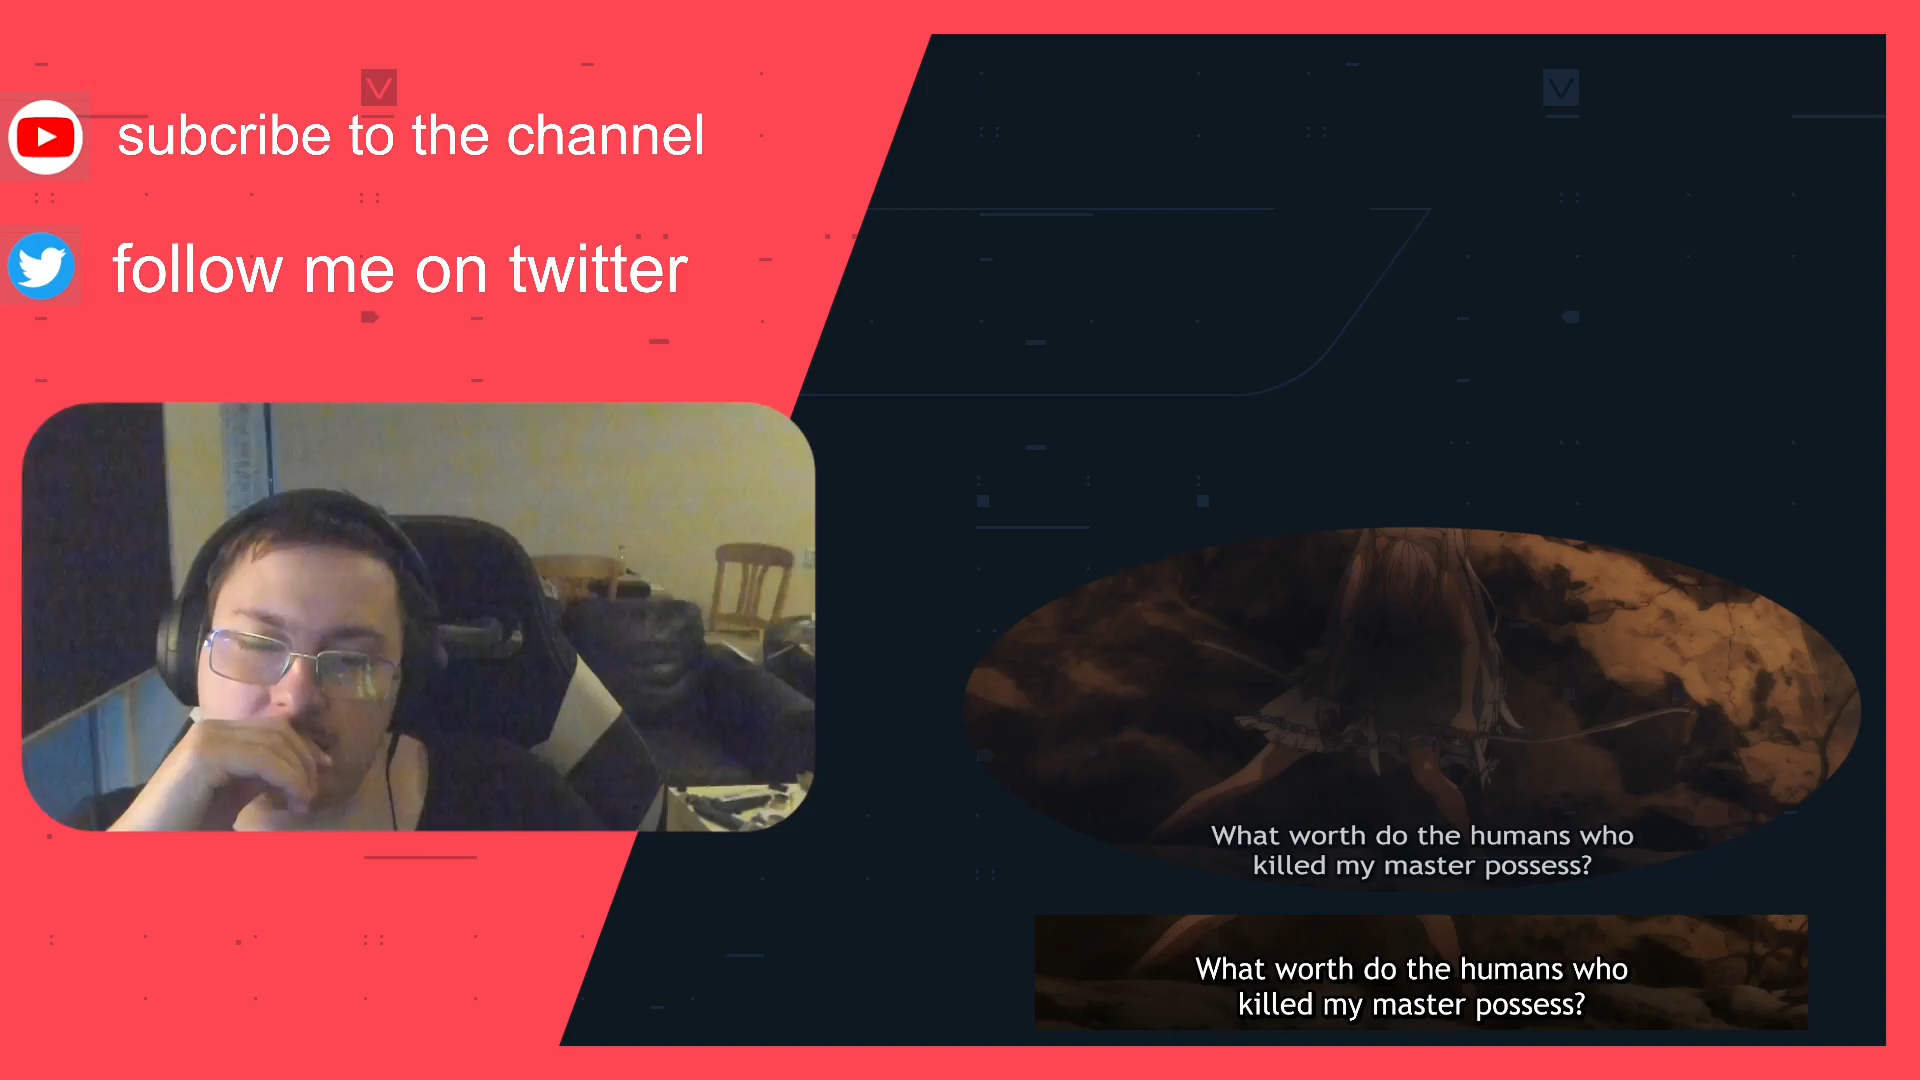 subcribe to the channel
follow me on twitter
What worth do the humans who
killed my master possess?
What worth do the humans who
killed my master possess?